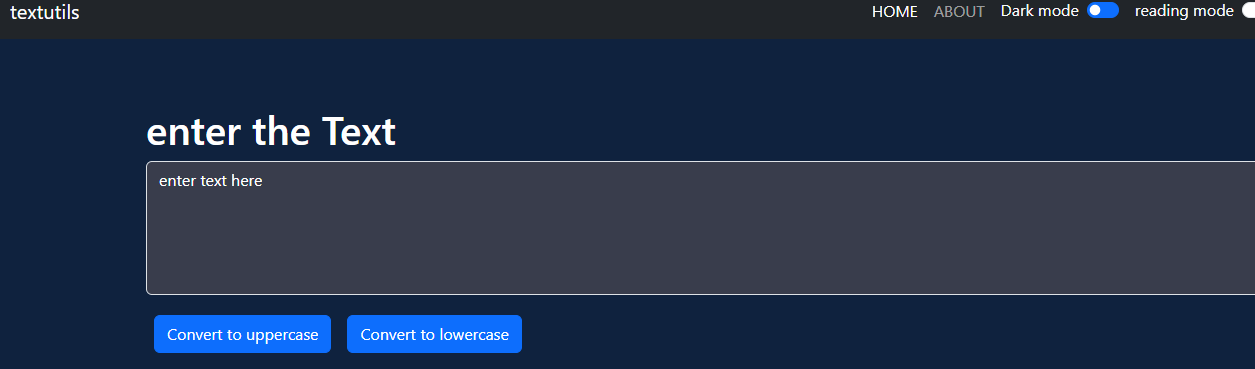 textutils HOME ABOUT Dark mode reading mode
enter the Text
enter text here
Convert to uppercase Convert to lowercase